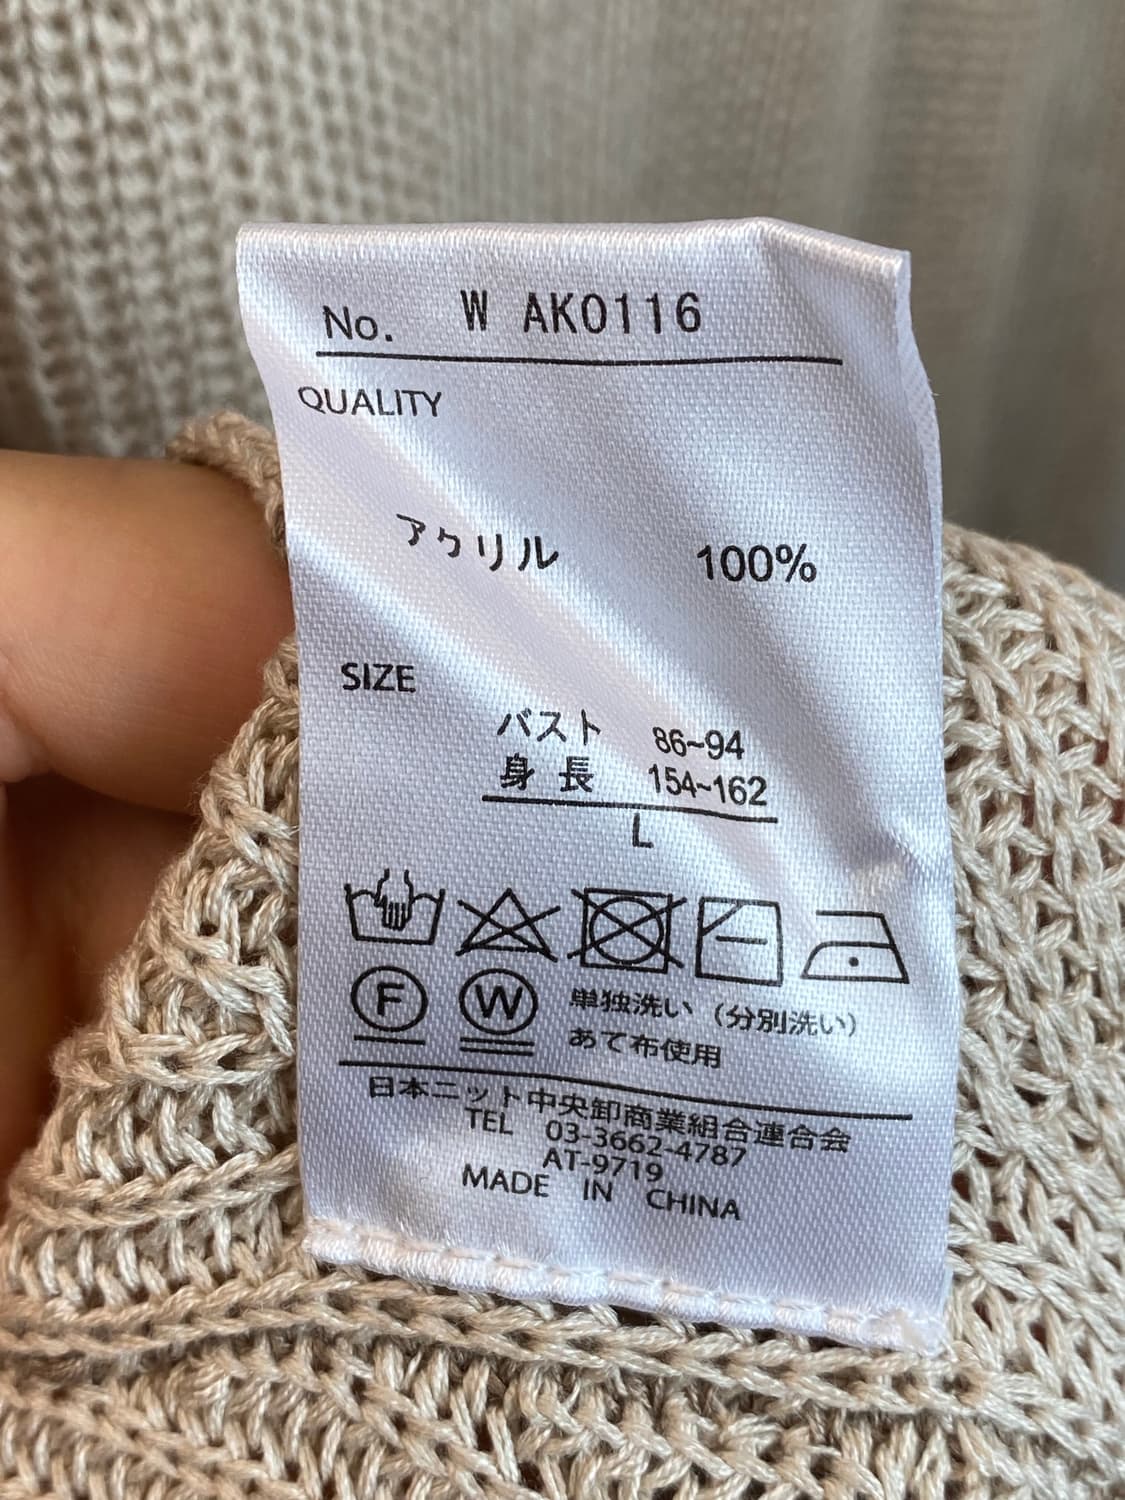 No. W AK0116
QUALITY
アクリル 100%
SIZE
バスト 86~94
身長 154~162
L
F W 単独洗い（分別洗い）
あて布使用
日本ニット中央卸商業組合連合会
TEL 03-3662-4787
AT-9719
MADE IN CHINA